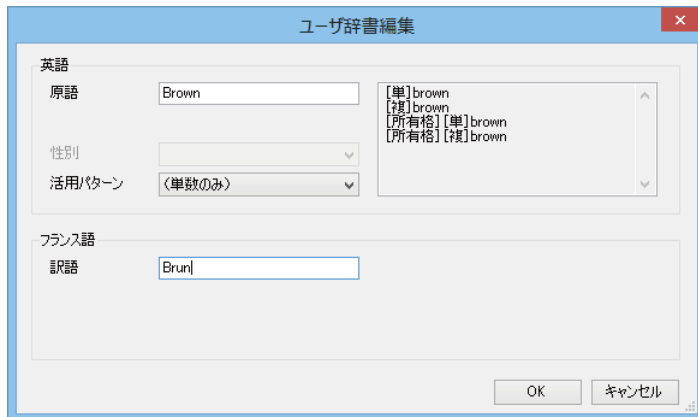 ユーザ辞書編集
英語
原語
Brown
[単]brown
[複]brown
[所有格][単]brown
[所有格][複]brown
性別
活用パターン
(単数のみ)
フランス語
訳語
Brun
OK
キャンセル